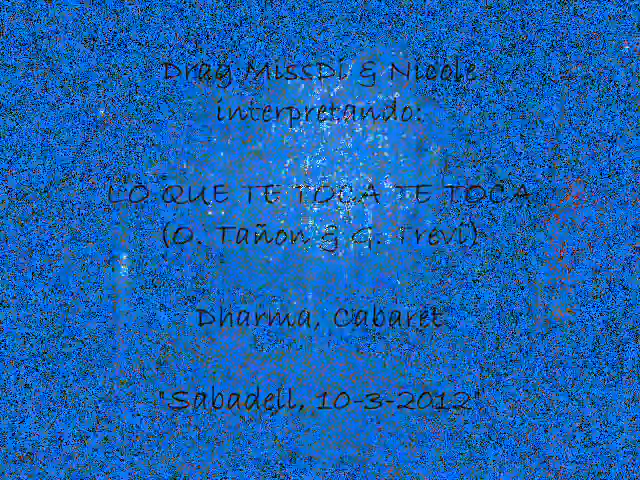 Drag MissDi & Nicole
interpretando:
LO QUE TE TOCA TE TOCA
(O. Tañon & G. Trevi)
Dharma, Cabaret
"Sabadell, 10-3-2012"